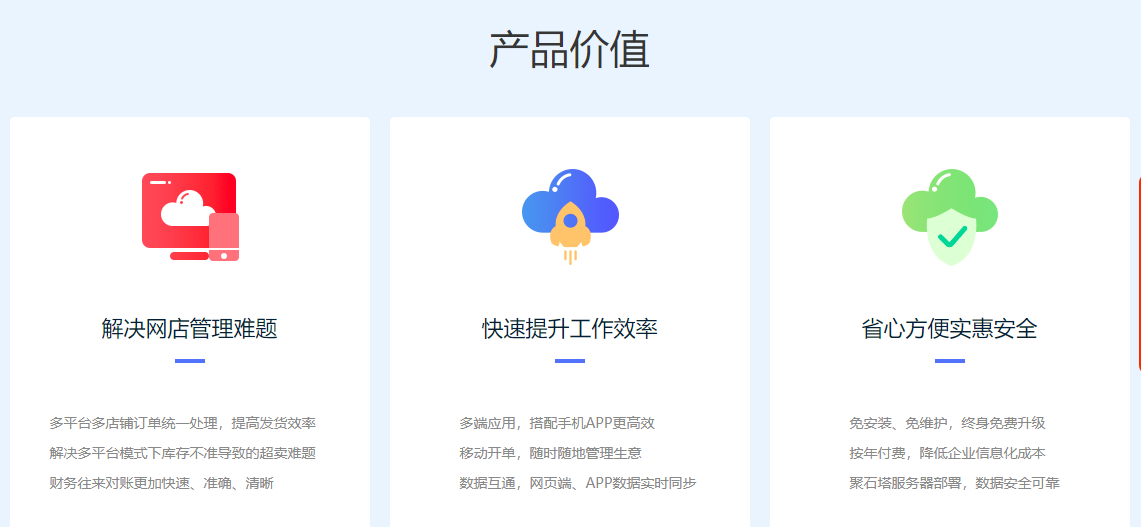 产品价值
解决网店管理难题
多平台多店铺订单统一处理，提高发货效率
解决多平台模式下库存不准导致的超卖难题
财务往来对账更加快速、准确、清晰
快速提升工作效率
多端应用，搭配手机APP更高效
移动开单，随时随地管理生意
数据互通，网页端、APP数据实时同步
省心方便实惠安全
免安装、免维护，终身免费升级
按年付费，降低企业信息化成本
聚石塔服务器部署，数据安全可靠